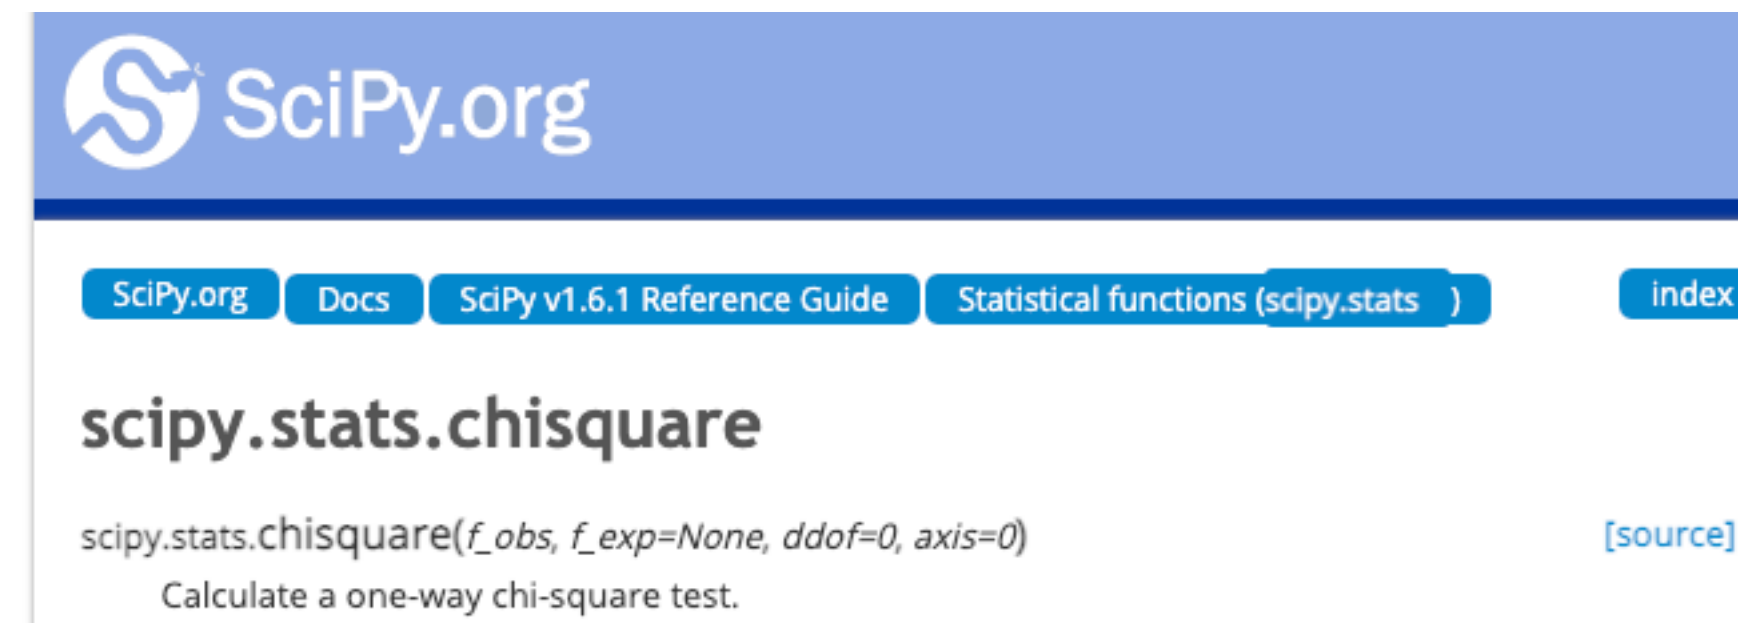 SciPy.org
SciPy.org Docs SciPy v1.6.1 Reference Guide Statistical functions (scipy.stats ) index
scipy.stats.chisquare
scipy.stats.chisquare(f_obs, f_exp=None, ddof=0, axis=0) [source]
Calculate a one-way chi-square test.